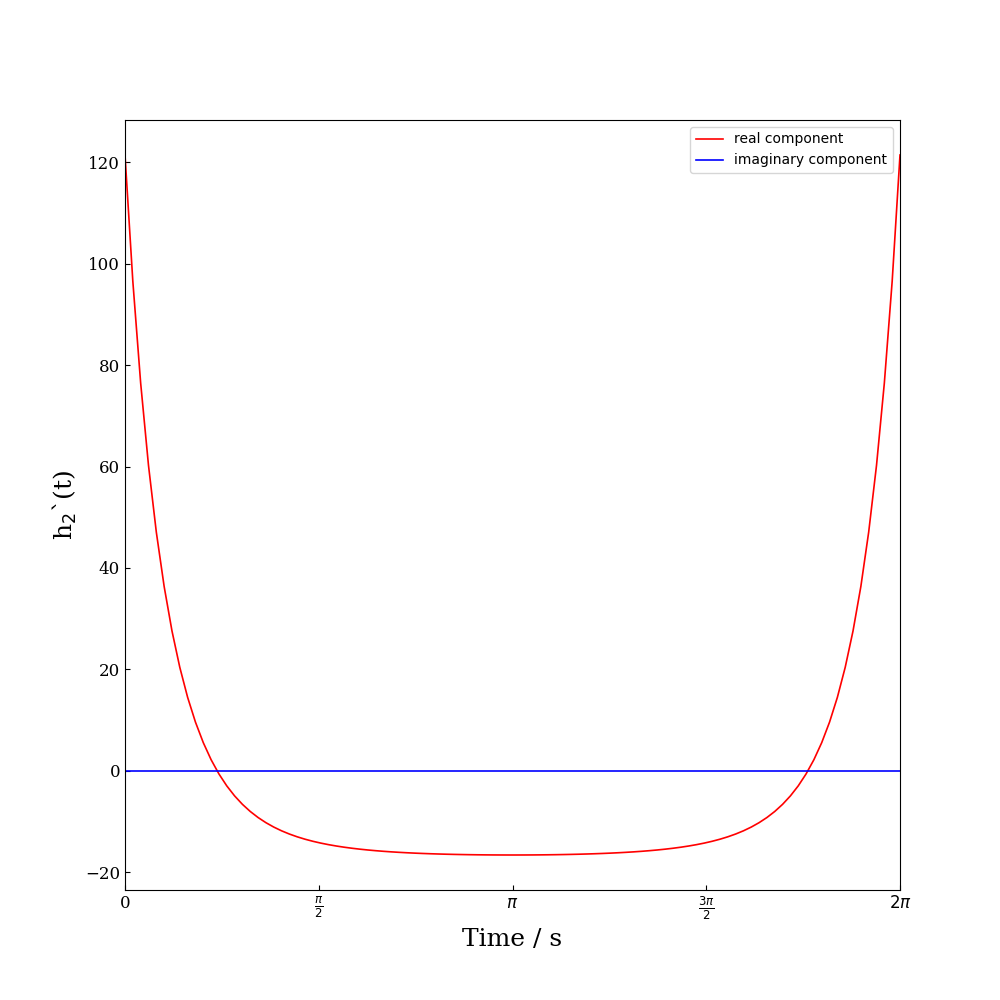 real component
imaginary component
120
100
80
60
40
20
0
−20
h₂`(t)
0
π/2
π
3π/2
2π
Time / s